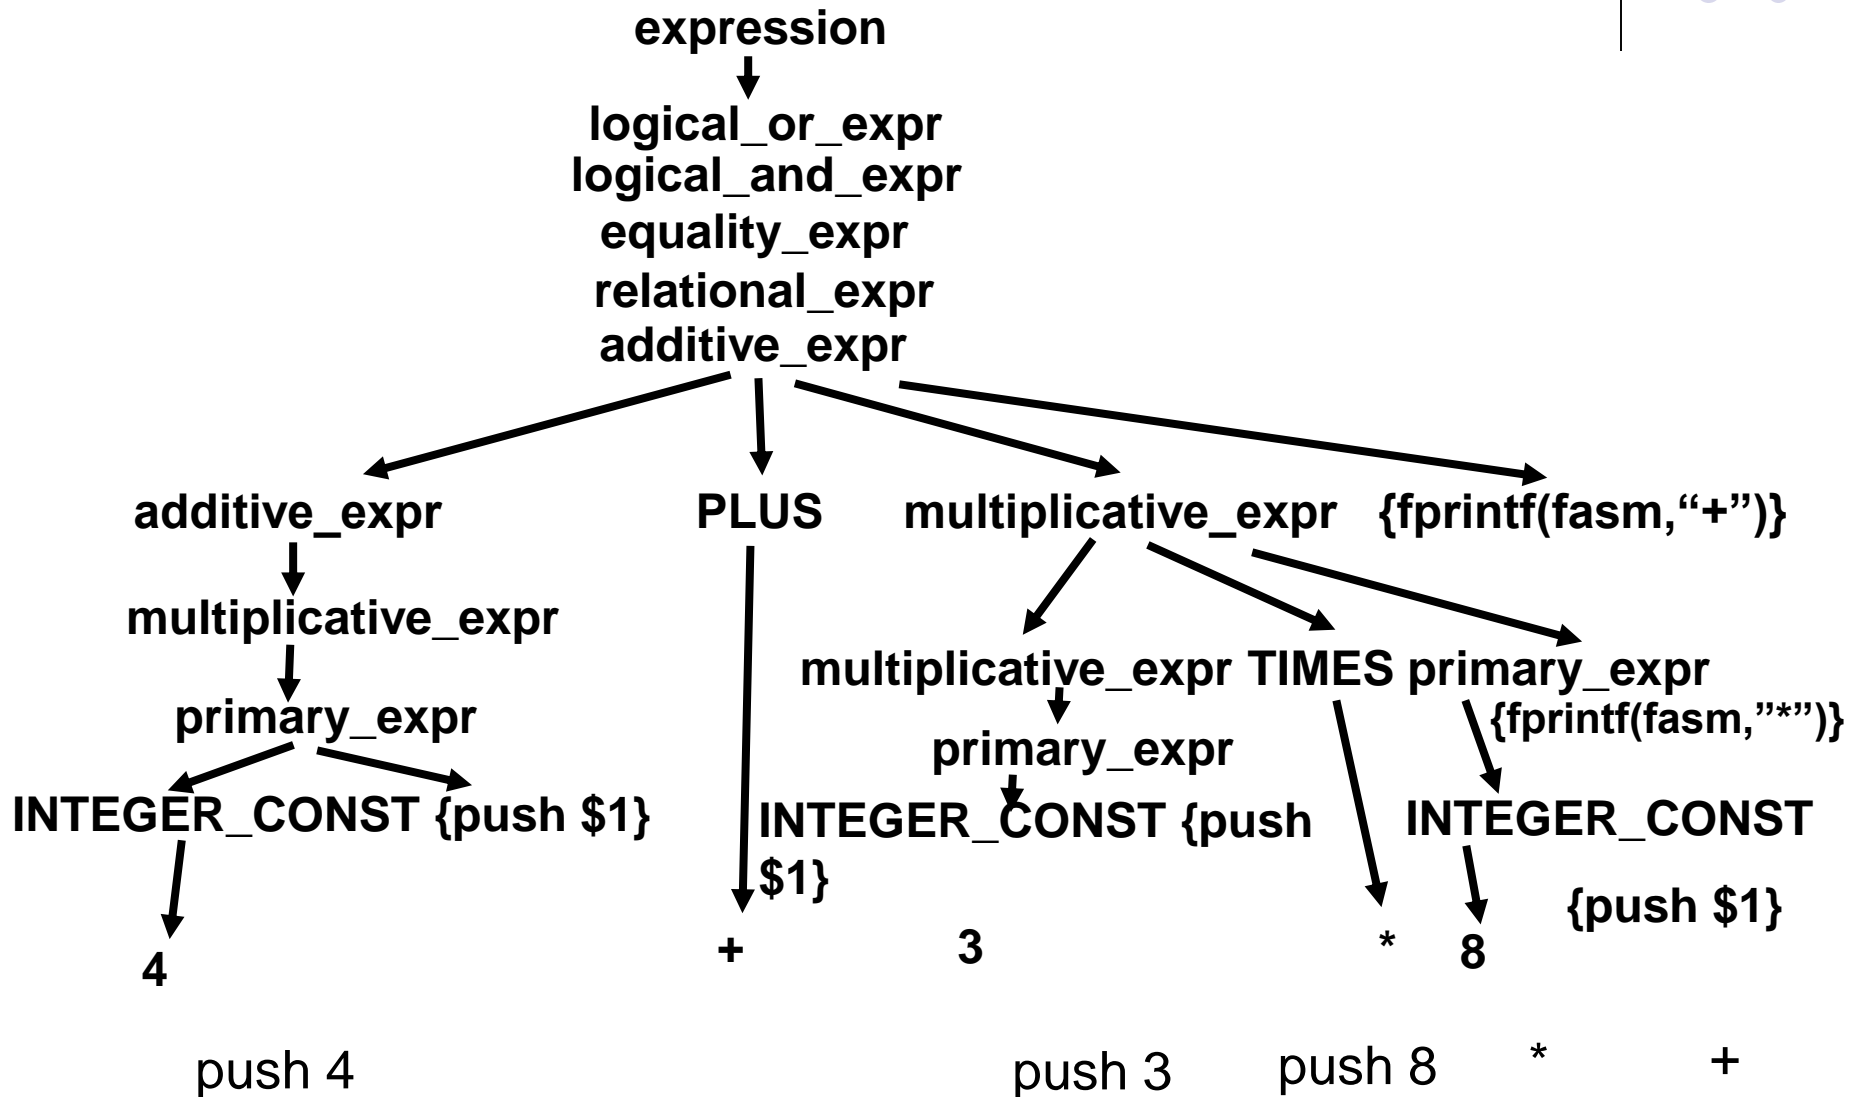 expression
logical_or_expr
logical_and_expr
equality_expr
relational_expr
additive_expr
additive_expr PLUS multiplicative_expr {fprintf(fasm,“+”)}
multiplicative_expr
multiplicative_expr TIMES primary_expr
{fprintf(fasm,”*”)}
primary_expr
primary_expr
INTEGER_CONST {push $1}
INTEGER_CONST {push
$1}
INTEGER_CONST
{push $1}
4 + 3 * 8
push 4 push 3 push 8 * +